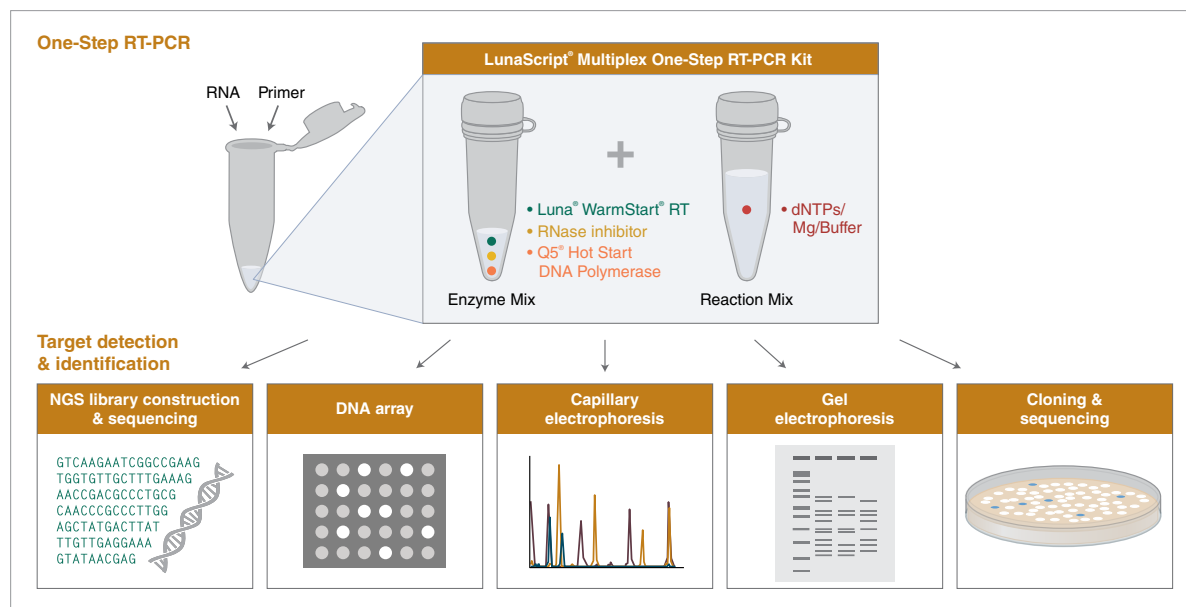 One-Step RT-PCR
LunaScript® Multiplex One-Step RT-PCR Kit
RNA Primer
• Luna® WarmStart® RT
• RNase inhibitor
• Q5® Hot Start
DNA Polymerase
• dNTPs/
Mg/Buffer
Enzyme Mix
Reaction Mix
Target detection
& identification
NGS library construction
& sequencing
DNA array
Capillary
electrophoresis
Gel
electrophoresis
Cloning &
sequencing
GTCAAGAATCGGCCGAAG
TGGTGTTGCTTTGAAAG
AACCGACGCCCTGCG
CAACCCGCCCTTGG
AGCTATGACTTAT
TTGTTGAGGAAA
GTATAACGAG